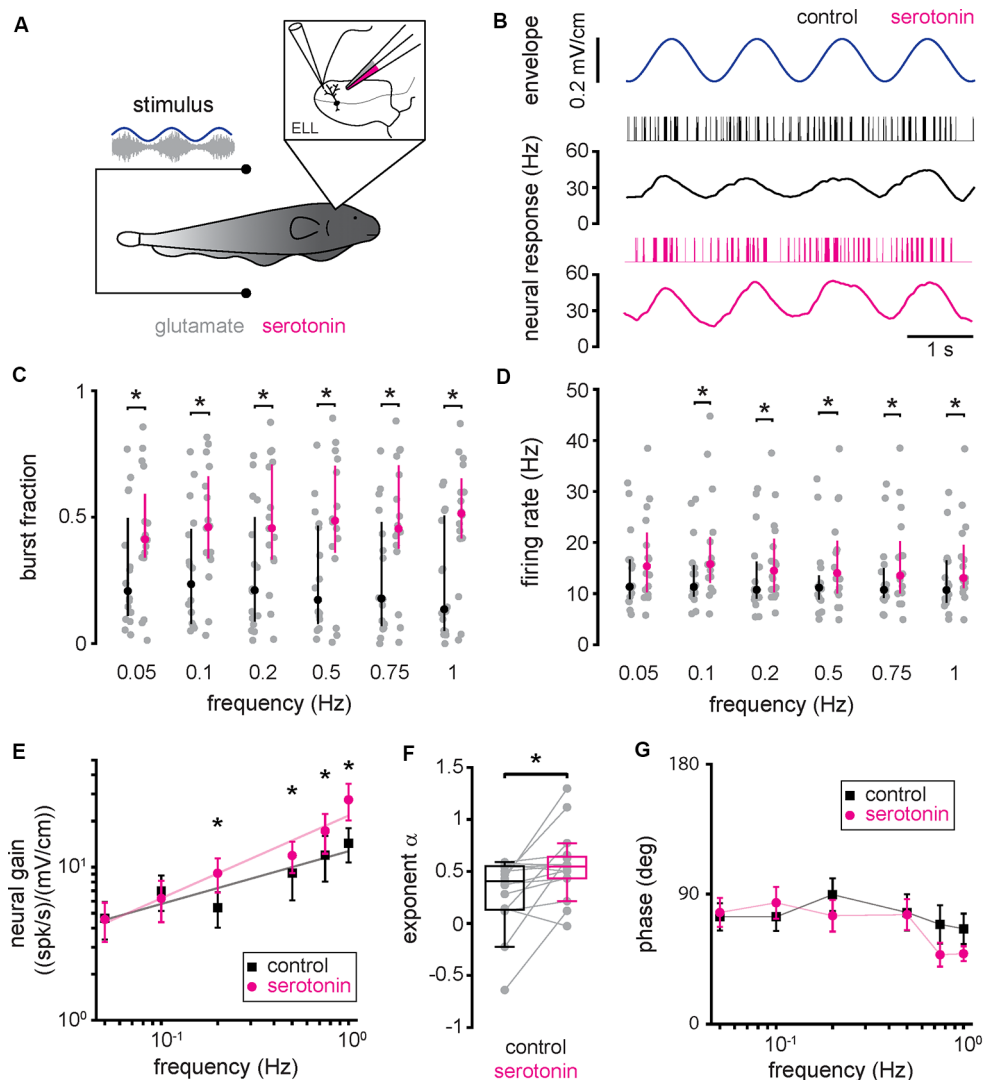 A
stimulus
ELL
glutamate serotonin
B
control serotonin
envelope
0.2 mV/cm
neural response (Hz)
60
30
0
60
30
0
1 s
C
burst fraction
1
0.5
0
* * * * * *
0.05 0.1 0.2 0.5 0.75 1
frequency (Hz)
D
firing rate (Hz)
50
40
30
20
10
0
* * * * *
0.05 0.1 0.2 0.5 0.75 1
frequency (Hz)
E
neural gain
((spk/s)/(mV/cm))
10¹
10⁰
* * * *
control
serotonin
10⁻¹ 10⁰
frequency (Hz)
F
exponent α
1.5
1
0.5
0
-0.5
-1
*
control
serotonin
G
phase (deg)
180
90
0
control
serotonin
10⁻¹ 10⁰
frequency (Hz)